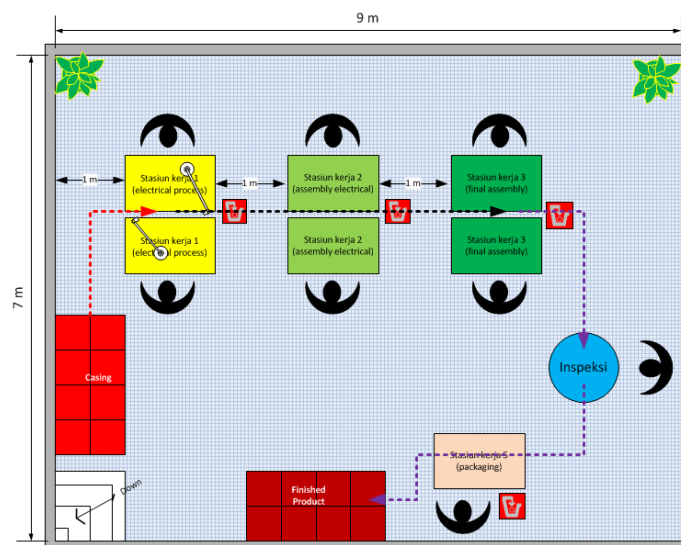 9 m
1 m
Stasiun kerja 1
(electrical process)
1 m
Stasiun kerja 2
(assembly electrical)
1 m
Stasiun kerja 3
(final assembly)
Stasiun kerja 1
(electrical process)
Stasiun kerja 2
(assembly electrical)
Stasiun kerja 3
(final assembly)
7 m
Casing
Inspeksi
Stasiun kerja 5
(packaging)
Down
Finished
Product